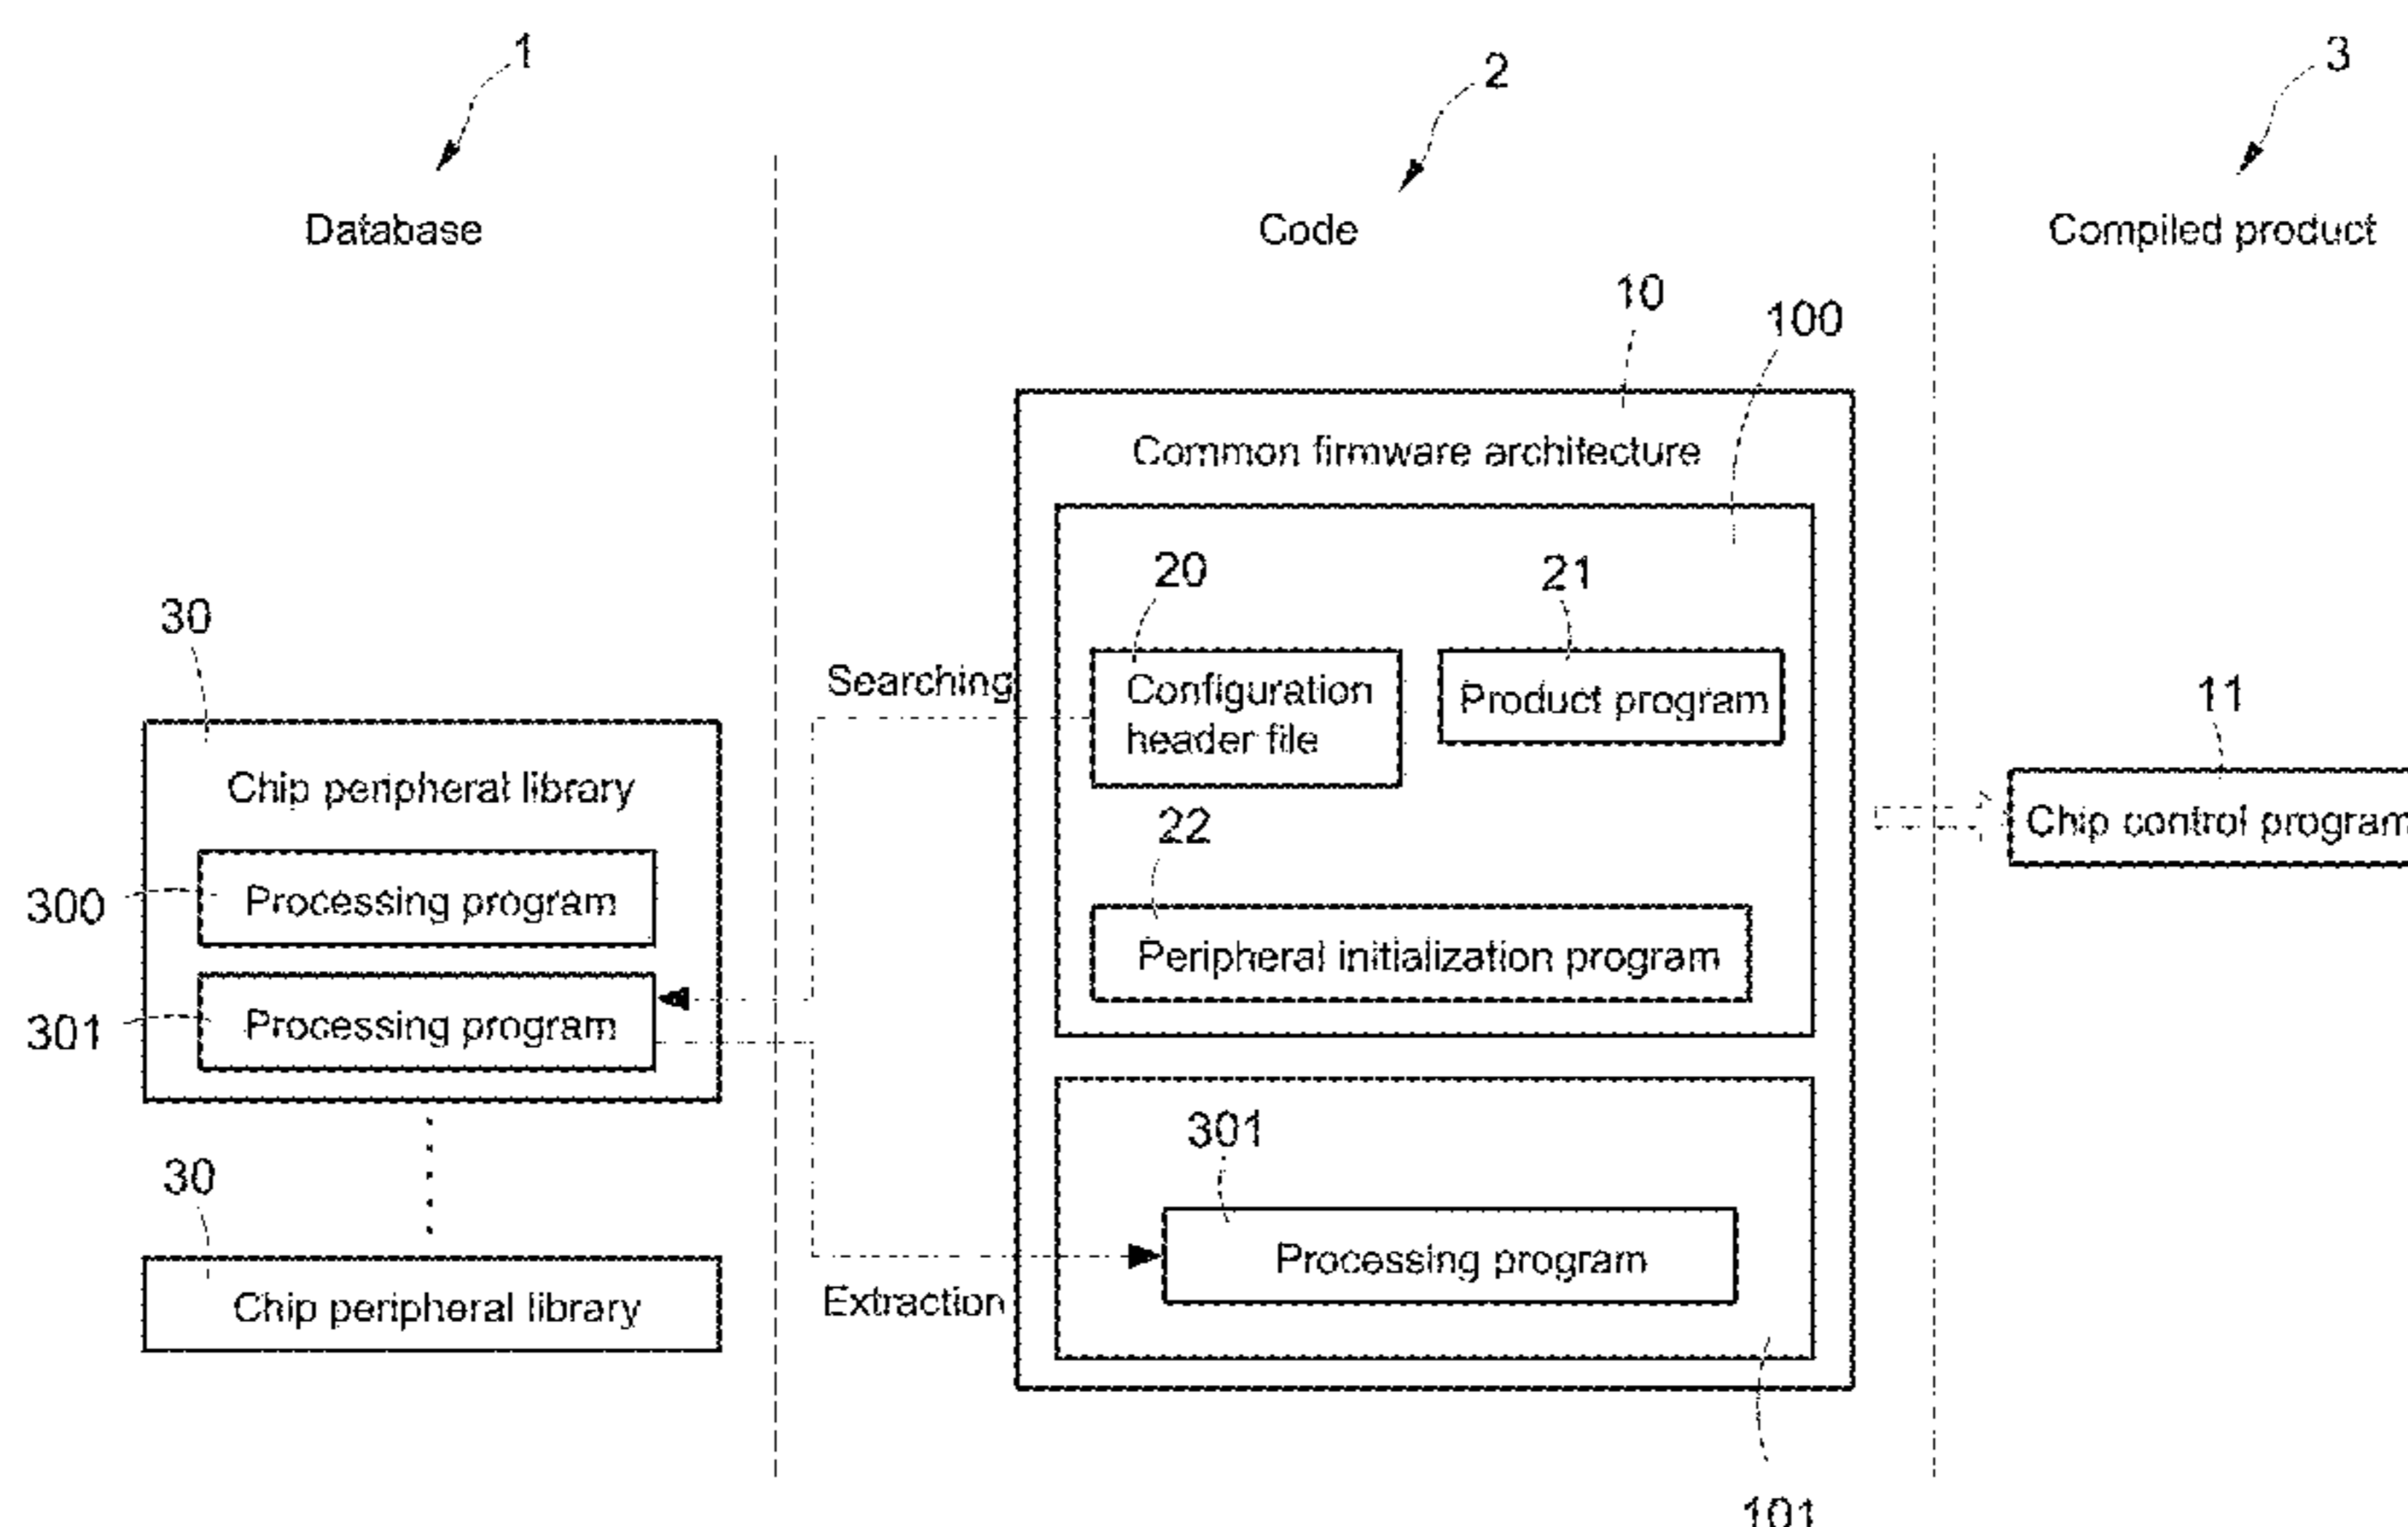 1
2
3
Database
Code
Compiled product
10
100
Common firmware architecture
20
21
30
Searching
Configuration
header file
Product program
11
Chip peripheral library
22
Chip control program
300
Processing program
Peripheral initialization program
301
Processing program
301
30
Processing program
Extraction
Chip peripheral library
101